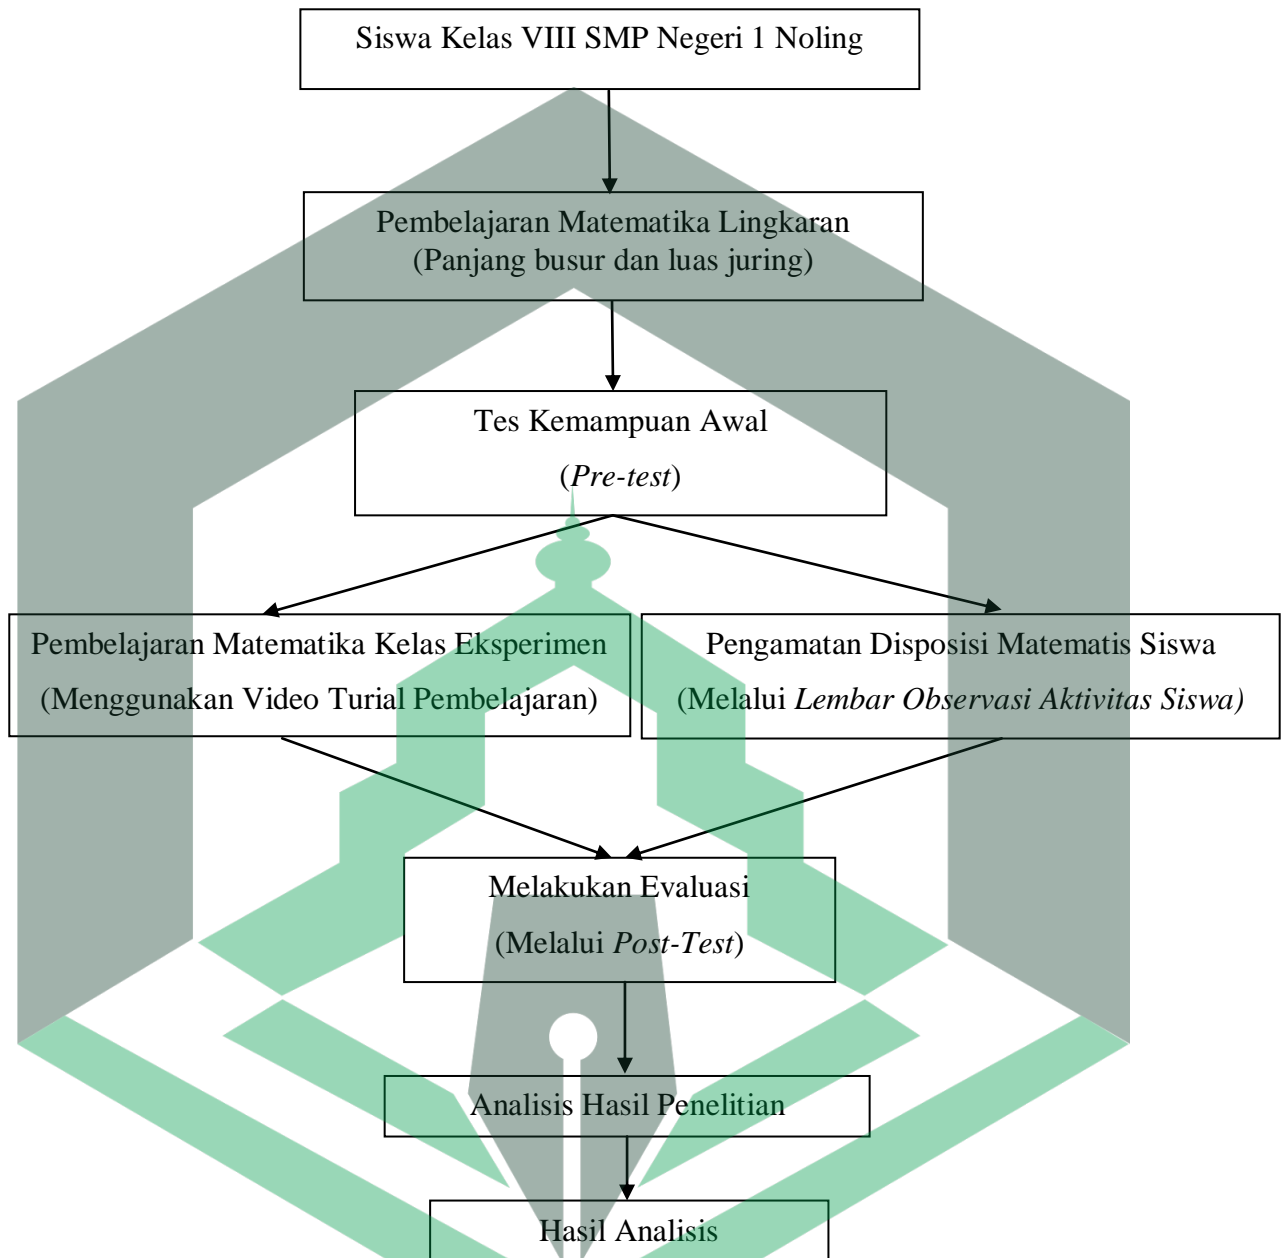 Siswa Kelas VIII SMP Negeri 1 Noling
Pembelajaran Matematika Lingkaran
(Panjang busur dan luas juring)
Tes Kemampuan Awal
(Pre-test)
Pembelajaran Matematika Kelas Eksperimen
(Menggunakan Video Turial Pembelajaran)
Pengamatan Disposisi Matematis Siswa
(Melalui Lembar Observasi Aktivitas Siswa)
Melakukan Evaluasi
(Melalui Post-Test)
Analisis Hasil Penelitian
Hasil Analisis